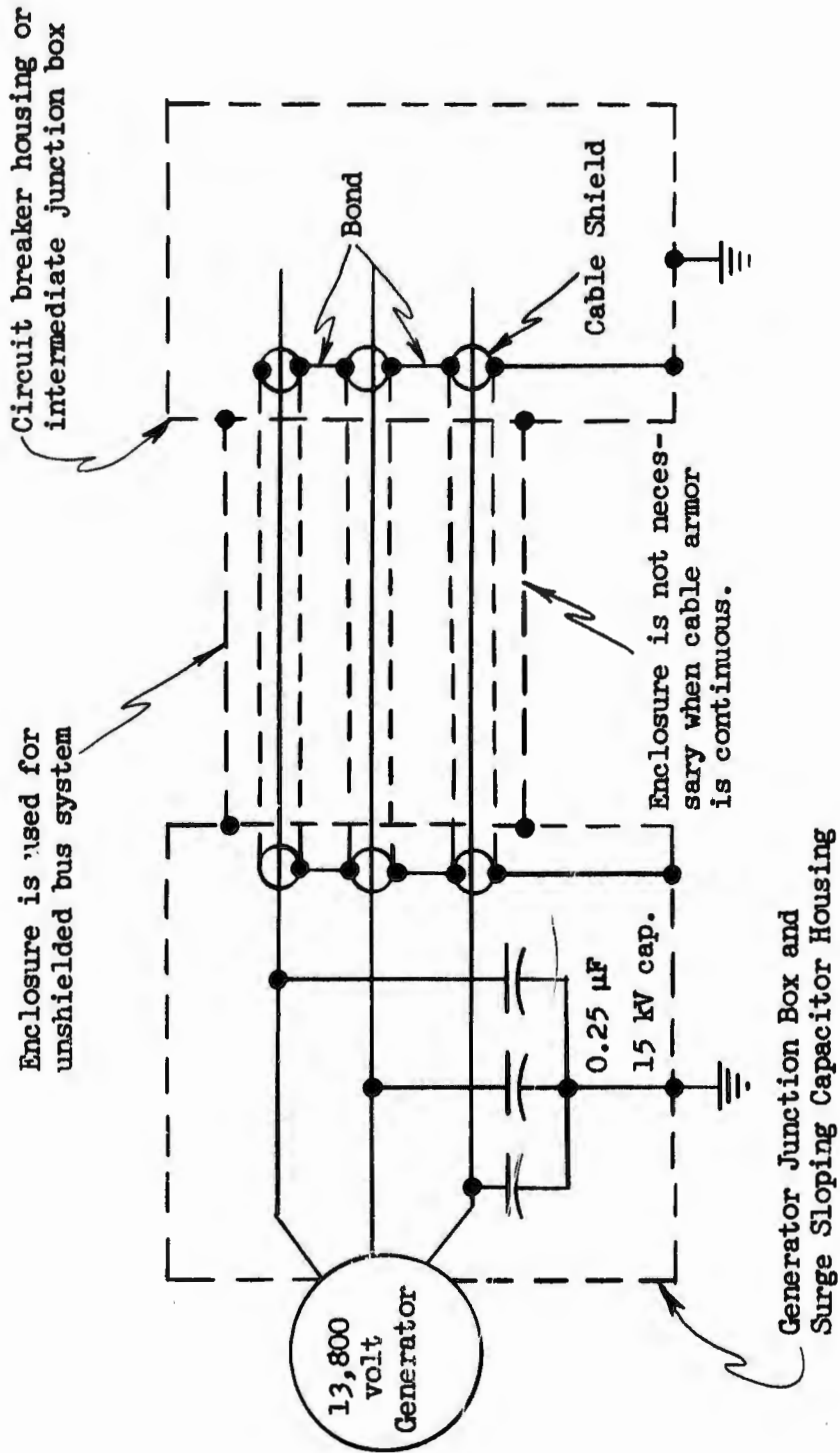 Circuit breaker housing or
intermediate junction box
Enclosure is used for
unshielded bus system
Bond
Cable Shield
Enclosure is not neces-
sary when cable armor
is continuous.
13,800
volt
Generator
0.25 μF
15 kV cap.
Generator Junction Box and
Surge Sloping Capacitor Housing